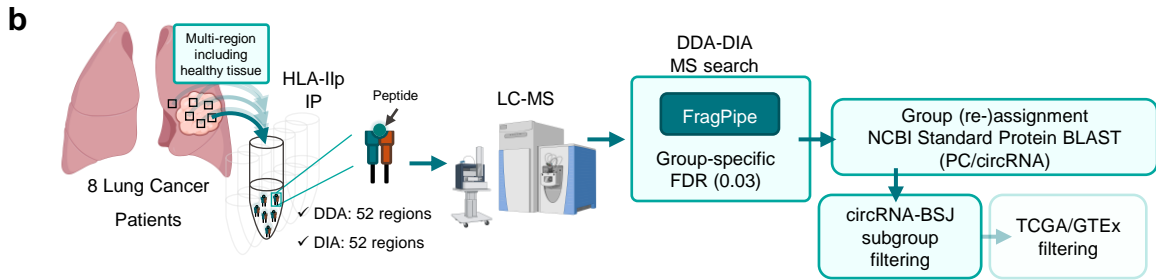 b
Multi-region
including
healthy tissue
8 Lung Cancer
Patients
HLA-IIp
IP
Peptide
✓ DDA: 52 regions
✓ DIA: 52 regions
LC-MS
DDA-DIA
MS search
FragPipe
Group-specific
FDR (0.03)
Group (re-)assignment
NCBI Standard Protein BLAST
(PC/circRNA)
circRNA-BSJ
subgroup
filtering
TCGA/GTEx
filtering